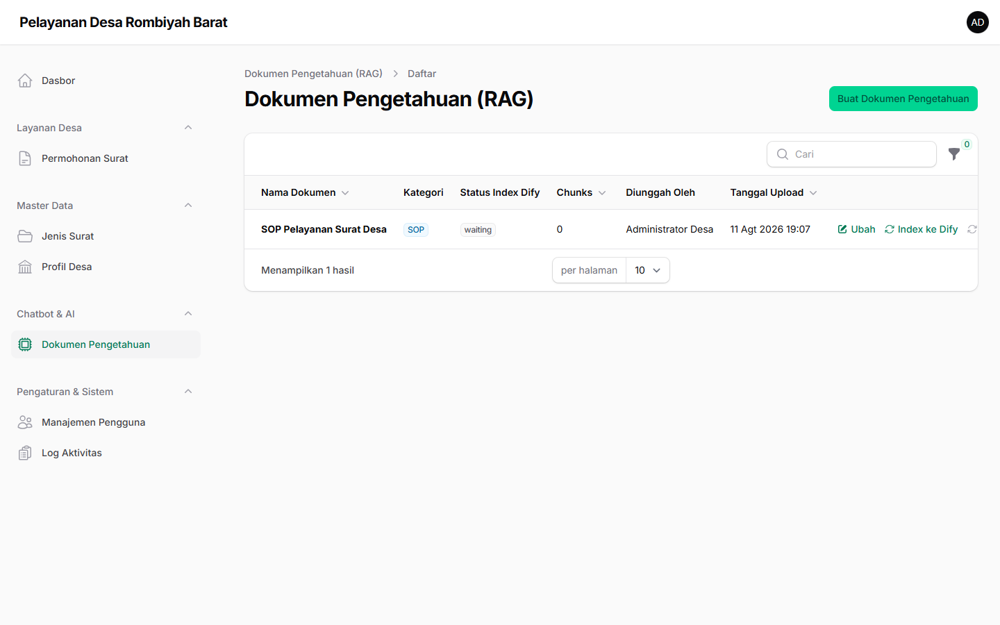 Pelayanan Desa Rombiyah Barat
AD
Dasbor
Layanan Desa
Permohonan Surat
Master Data
Jenis Surat
Profil Desa
Chatbot & AI
Dokumen Pengetahuan
Pengaturan & Sistem
Manajemen Pengguna
Log Aktivitas
Dokumen Pengetahuan (RAG) Daftar
Dokumen Pengetahuan (RAG)
Buat Dokumen Pengetahuan
Cari
0
Nama Dokumen Kategori Status Index Dify Chunks Diunggah Oleh Tanggal Upload
SOP Pelayanan Surat Desa SOP waiting 0 Administrator Desa 11 Agt 2026 19:07 Ubah Index ke Dify
Menampilkan 1 hasil per halaman 10